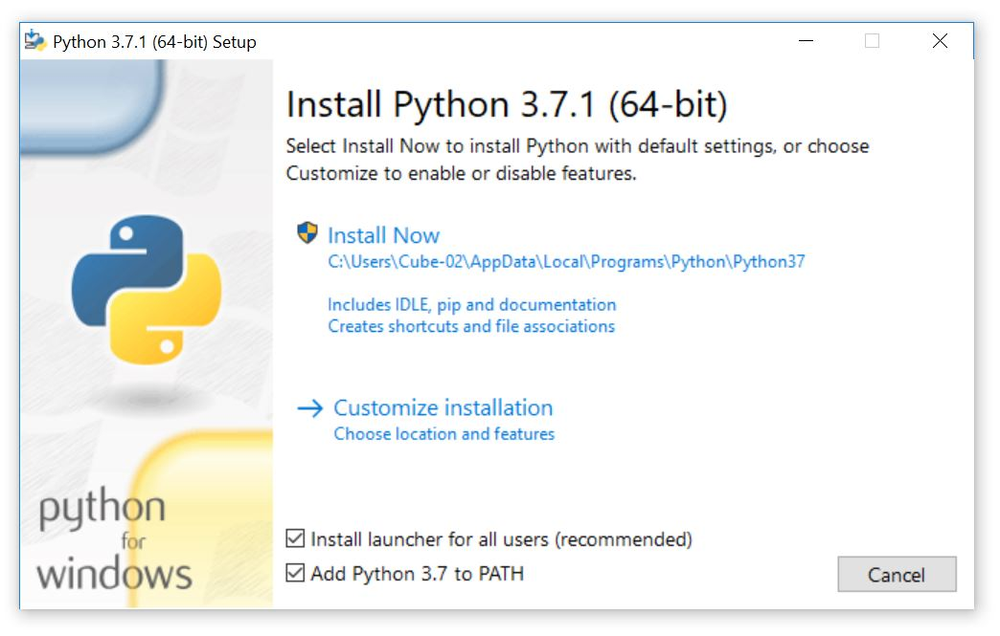 Python 3.7.1 (64-bit) Setup
Install Python 3.7.1 (64-bit)
Select Install Now to install Python with default settings, or choose
Customize to enable or disable features.
Install Now
C:\Users\Cube-02\AppData\Local\Programs\Python\Python37
Includes IDLE, pip and documentation
Creates shortcuts and file associations
Customize installation
Choose location and features
python
for
windows
Install launcher for all users (recommended)
Add Python 3.7 to PATH
Cancel